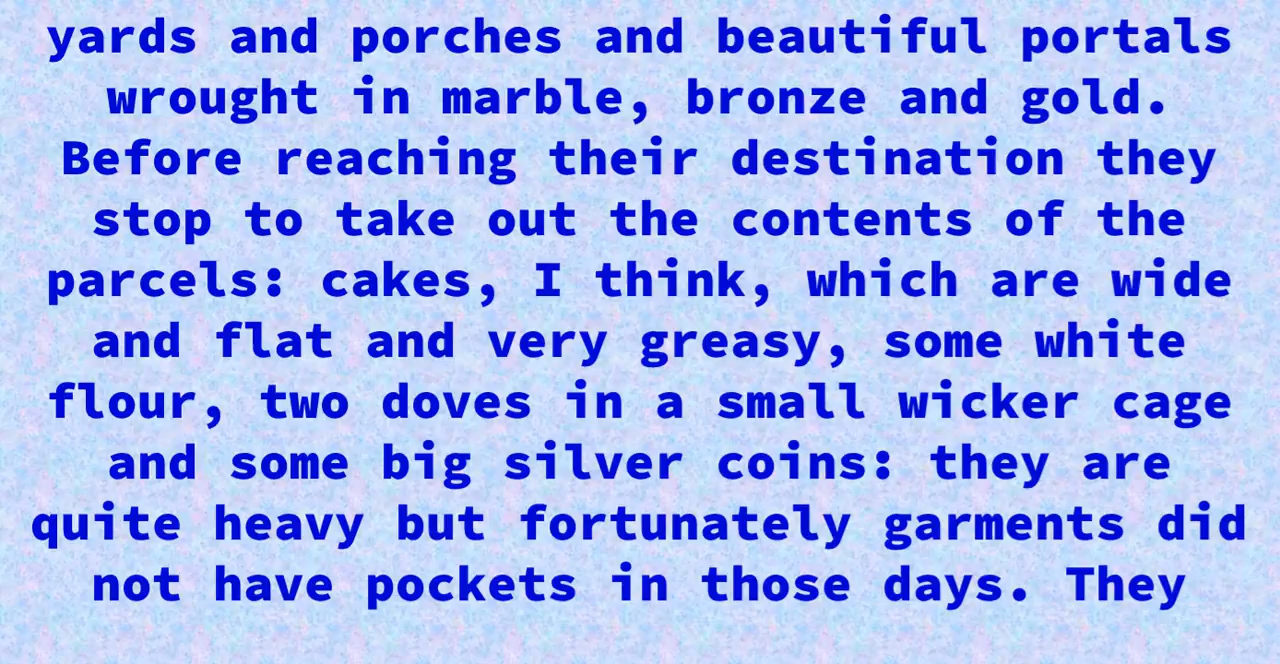 yards and porches and beautiful portals
wrought in marble, bronze and gold.
Before reaching their destination they
stop to take out the contents of the
parcels: cakes, I think, which are wide
and flat and very greasy, some white
flour, two doves in a small wicker cage
and some big silver coins: they are
quite heavy but fortunately garments did
not have pockets in those days. They